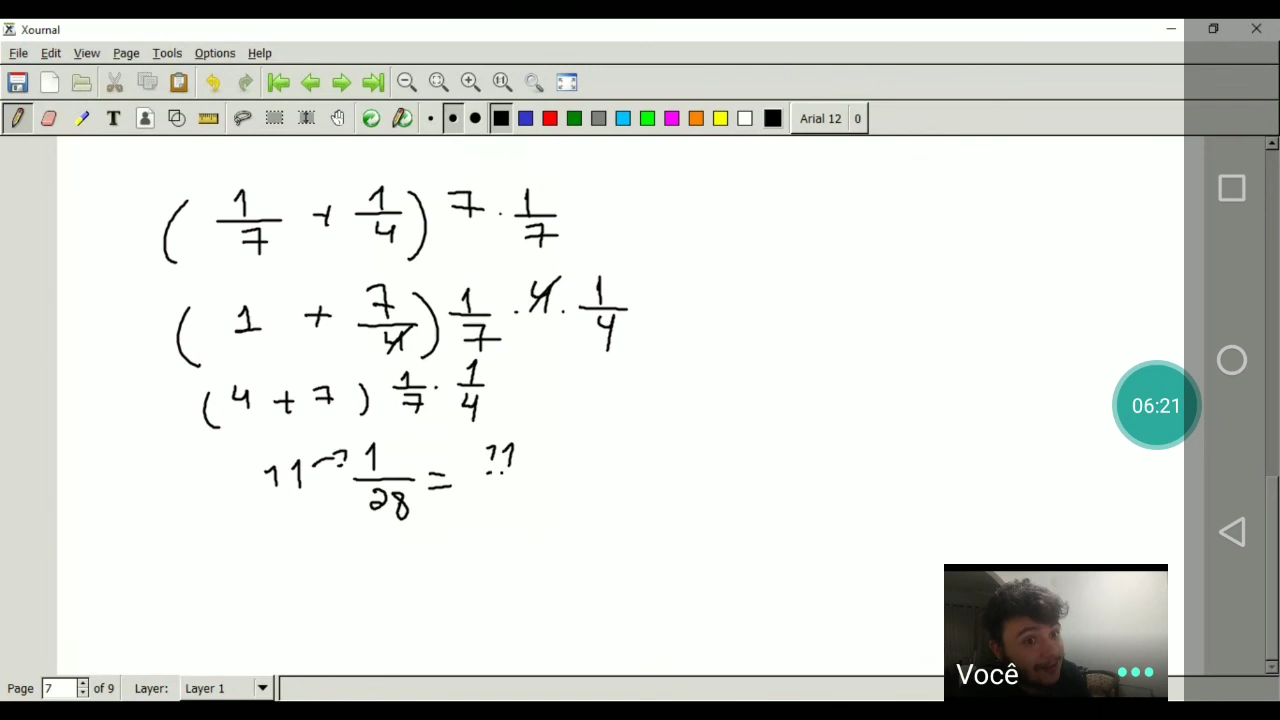 Xournal
File Edit View Page Tools Options Help
Arial 12 0
( 1/7 + 1/4 ) 7 · 1/7
( 1 + 7/4 ) 1/7 · 4 · 1/4
( 4 + 7 ) 1/7 · 1/4
11 ? 1/28 = ??
06:21
Você
Page 7 of 9 Layer: Layer 1